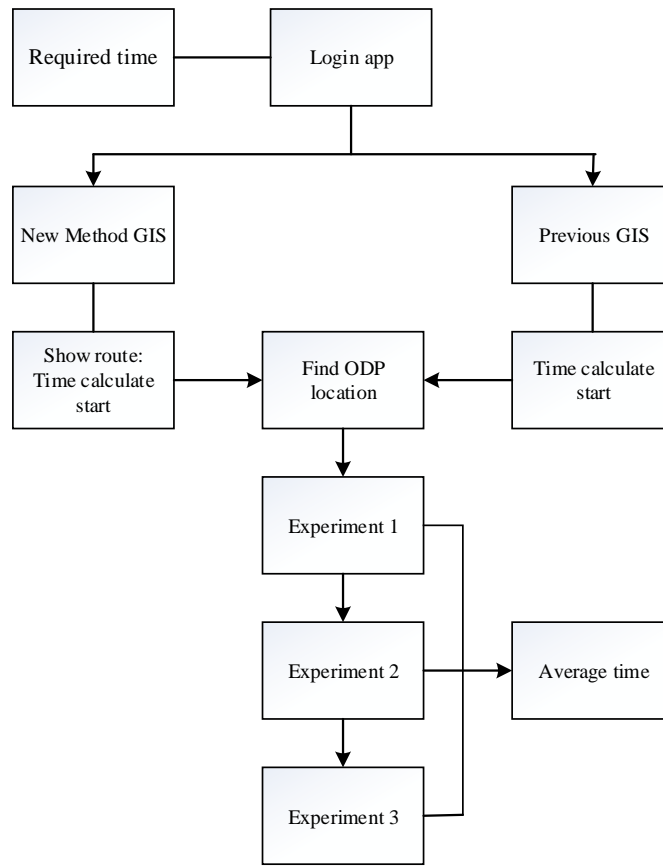 Required time
Login app
New Method GIS
Previous GIS
Show route:
Time calculate
start
Find ODP
location
Time calculate
start
Experiment 1
Experiment 2
Average time
Experiment 3